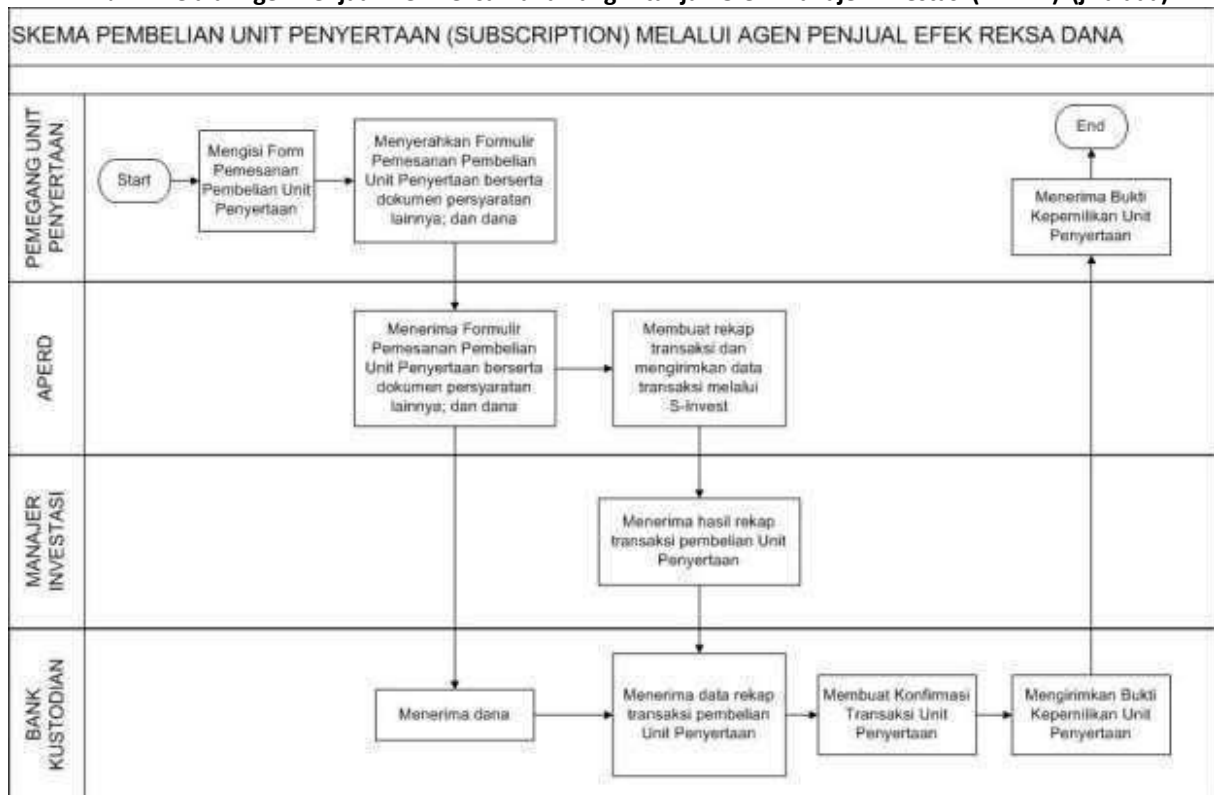 SKEMA PEMBELIAN UNIT PENYERTAAN (SUBSCRIPTION) MELALUI AGEN PENJUAL EFEK REKSA DANA
PEMEGANG UNIT
PENYERTAAN
Start
Mengisi Form
Pemesanan
Pembelian Unit
Penyertaan
Menyerahkan Formulir
Pemesanan Pembelian
Unit Penyertaan berserta
dokumen persyaratan
lainnya; dan dana
End
Menerima Bukti
Kepemilikan Unit
Penyertaan
APERD
Menerima Formulir
Pemesanan Pembelian
Unit Penyertaan berserta
dokumen persyaratan
lainnya; dan dana
Membuat rekap
transaksi dan
mengirimkan data
transaksi melalui
S-Invest
MANAJER
INVESTASI
Menerima hasil rekap
transaksi pembelian Unit
Penyertaan
BANK
KUSTODIAN
Menerima dana
Menerima data rekap
transaksi pembelian
Unit Penyertaan
Membuat Konfirmasi
Transaksi Unit
Penyertaan
Mengirimkan Bukti
Kepemilikan Unit
Penyertaan